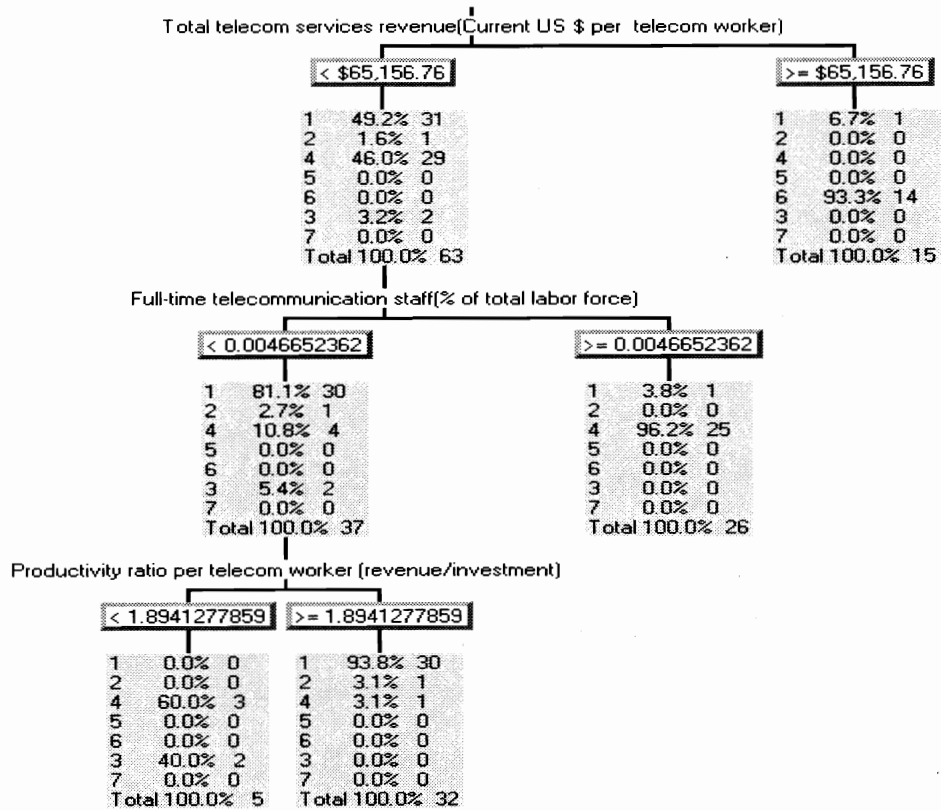 Total telecom services revenue(Current US $ per telecom worker)
< $65,156.76
>= $65,156.76
1 49.2% 31
2 1.6% 1
4 46.0% 29
5 0.0% 0
6 0.0% 0
3 3.2% 2
7 0.0% 0
Total 100.0% 63
1 6.7% 1
2 0.0% 0
4 0.0% 0
5 0.0% 0
6 93.3% 14
3 0.0% 0
7 0.0% 0
Total 100.0% 15
Full-time telecommunication staff(% of total labor force)
< 0.0046652362
>= 0.0046652362
1 81.1% 30
2 2.7% 1
4 10.8% 4
5 0.0% 0
6 0.0% 0
3 5.4% 2
7 0.0% 0
Total 100.0% 37
1 3.8% 1
2 0.0% 0
4 96.2% 25
5 0.0% 0
6 0.0% 0
3 0.0% 0
7 0.0% 0
Total 100.0% 26
Productivity ratio per telecom worker (revenue/investment)
< 1.8941277859
>= 1.8941277859
1 0.0% 0
2 0.0% 0
4 60.0% 3
5 0.0% 0
6 0.0% 0
3 40.0% 2
7 0.0% 0
Total 100.0% 5
1 93.8% 30
2 3.1% 1
4 3.1% 1
5 0.0% 0
6 0.0% 0
3 0.0% 0
7 0.0% 0
Total 100.0% 32